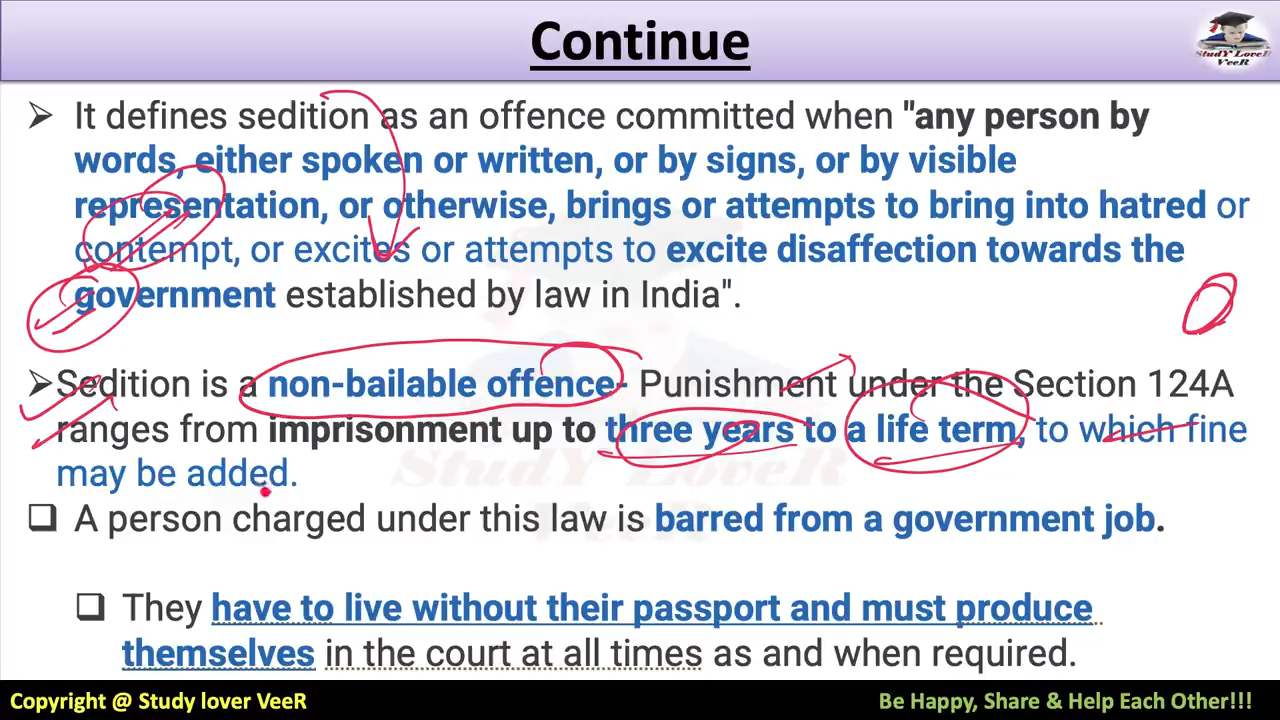 Continue
StudY LoveR
VeeR
➤ It defines sedition as an offence committed when "any person by
words, either spoken or written, or by signs, or by visible
representation, or otherwise, brings or attempts to bring into hatred or
contempt, or excites or attempts to excite disaffection towards the
government established by law in India".
➤Sedition is a non-bailable offence- Punishment under the Section 124A
ranges from imprisonment up to three years to a life term, to which fine
may be added.
StudY LoveR
VeeR
❑ A person charged under this law is barred from a government job.
❑ They have to live without their passport and must produce
themselves in the court at all times as and when required.
Copyright @ Study lover VeeR
Be Happy, Share & Help Each Other!!!